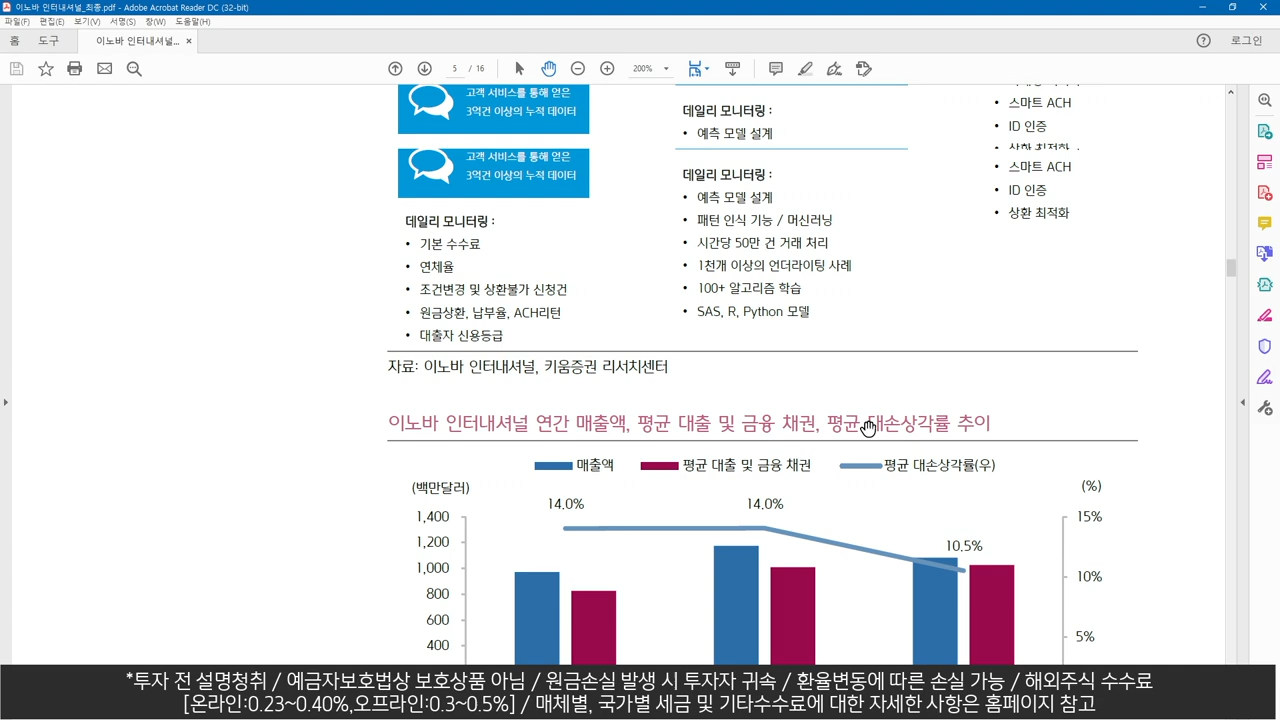 이노바 인터내셔널_최종.pdf - Adobe Acrobat Reader DC (32-bit)
파일(F) 편집(E) 보기(V) 서명(S) 창(W) 도움말(H)
홈 도구 이노바 인터내셔널... × 로그인
5 / 16 200%
고객 서비스를 통해 얻은
3억건 이상의 누적 데이터
데일리 모니터링 :
• 예측 모델 설계
• 스마트 ACH
• ID 인증
고객 서비스를 통해 얻은
3억건 이상의 누적 데이터
데일리 모니터링 :
• 기본 수수료
• 연체율
• 조건변경 및 상환불가 신청건
• 원금상환, 납부율, ACH리턴
• 대출자 신용등급
데일리 모니터링 :
• 예측 모델 설계
• 패턴 인식 기능 / 머신러닝
• 시간당 50만 건 거래 처리
• 1천개 이상의 언더라이팅 사례
• 100+ 알고리즘 학습
• SAS, R, Python 모델
• 스마트 ACH
• ID 인증
• 상환 최적화
자료: 이노바 인터내셔널, 키움증권 리서치센터
이노바 인터내셔널 연간 매출액, 평균 대출 및 금융 채권, 평균 대손상각률 추이
매출액 평균 대출 및 금융 채권 평균 대손상각률(우)
(백만달러) (%)
14.0% 14.0% 10.5%
1,400 15%
1,200
1,000 10%
800
600
400 5%
*투자 전 설명청취 / 예금자보호법상 보호상품 아님 / 원금손실 발생 시 투자자 귀속 / 환율변동에 따른 손실 가능 / 해외주식 수수료
[온라인:0.23~0.40%,오프라인:0.3~0.5%] / 매체별, 국가별 세금 및 기타수수료에 대한 자세한 사항은 홈페이지 참고